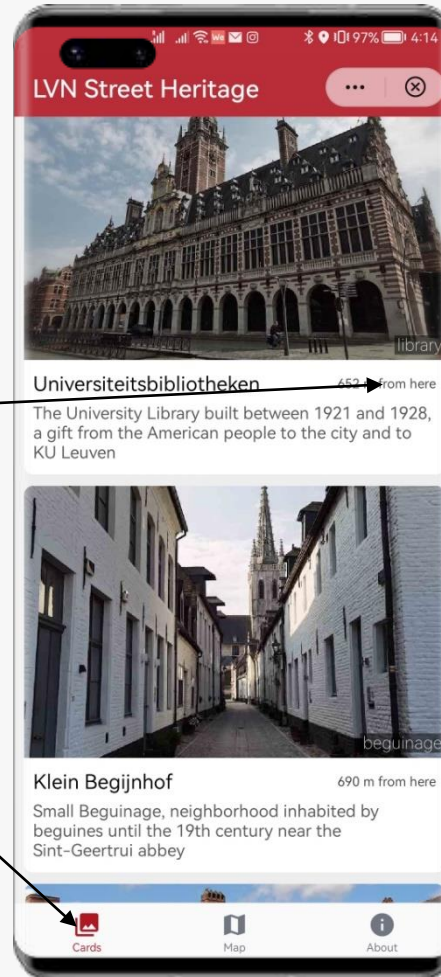 We 97% 4:14
LVN Street Heritage
library
Universiteitsbibliotheken 652 m from here
The University Library built between 1921 and 1928,
a gift from the American people to the city and to
KU Leuven
beguinage
Klein Begijnhof 690 m from here
Small Beguinage, neighborhood inhabited by
beguines until the 19th century near the
Sint-Geertrui abbey
Cards Map About